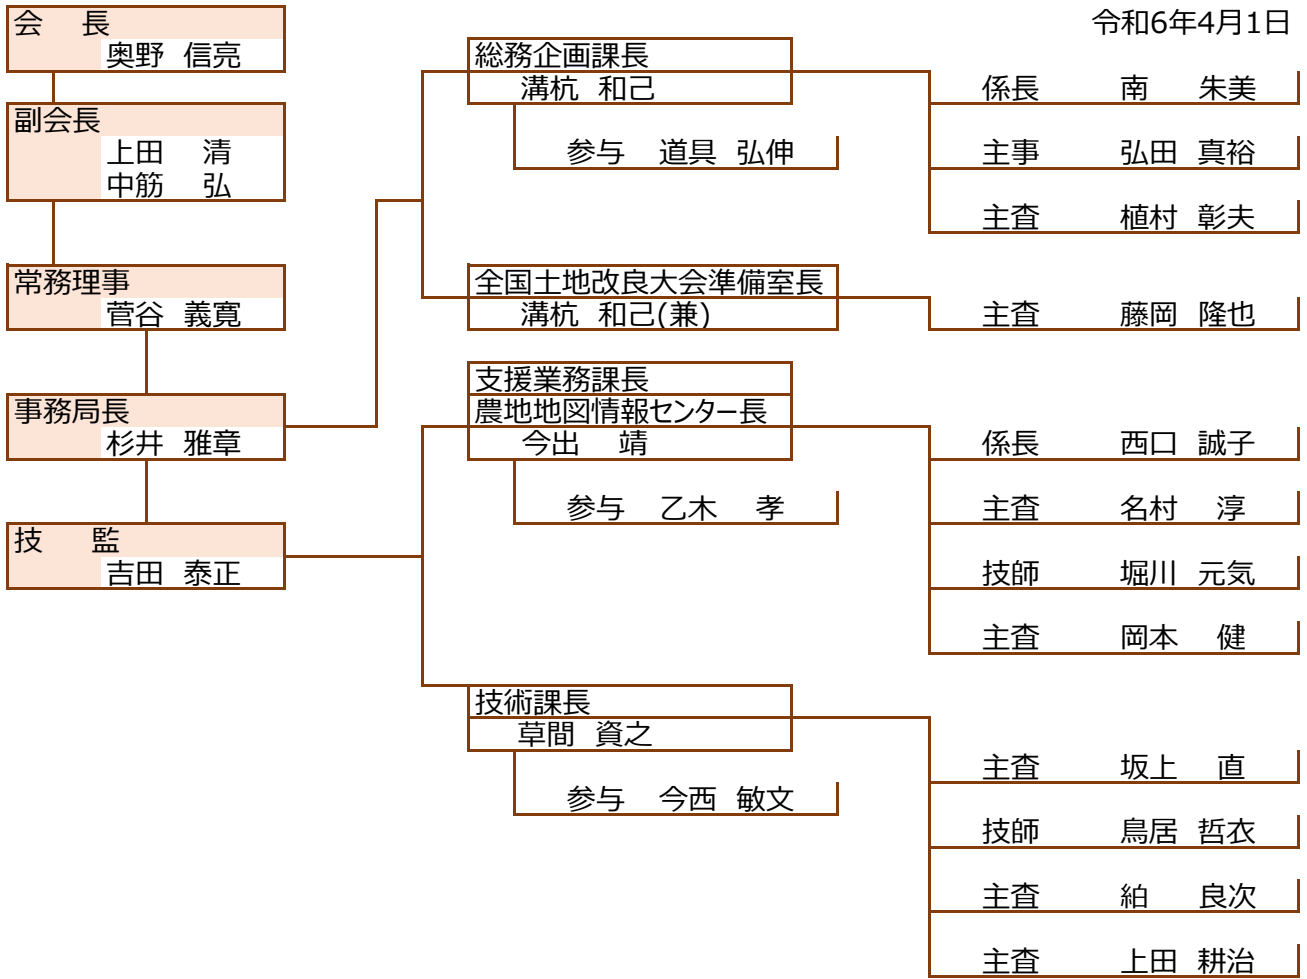 令和6年4月1日
会　長
奥野 信亮
副会長
上田 清
中筋 弘
常務理事
菅谷 義寛
事務局長
杉井 雅章
技　監
吉田 泰正
総務企画課長
溝杭 和己
参与 道具 弘伸
係長 南 朱美
主事 弘田 真裕
主査 植村 彰夫
全国土地改良大会準備室長
溝杭 和己(兼)
主査 藤岡 隆也
支援業務課長
農地地図情報センター長
今出 靖
参与 乙木 孝
係長 西口 誠子
主査 名村 淳
技師 堀川 元気
主査 岡本 健
技術課長
草間 資之
参与 今西 敏文
主査 坂上 直
技師 鳥居 哲衣
主査 紿 良次
主査 上田 耕治